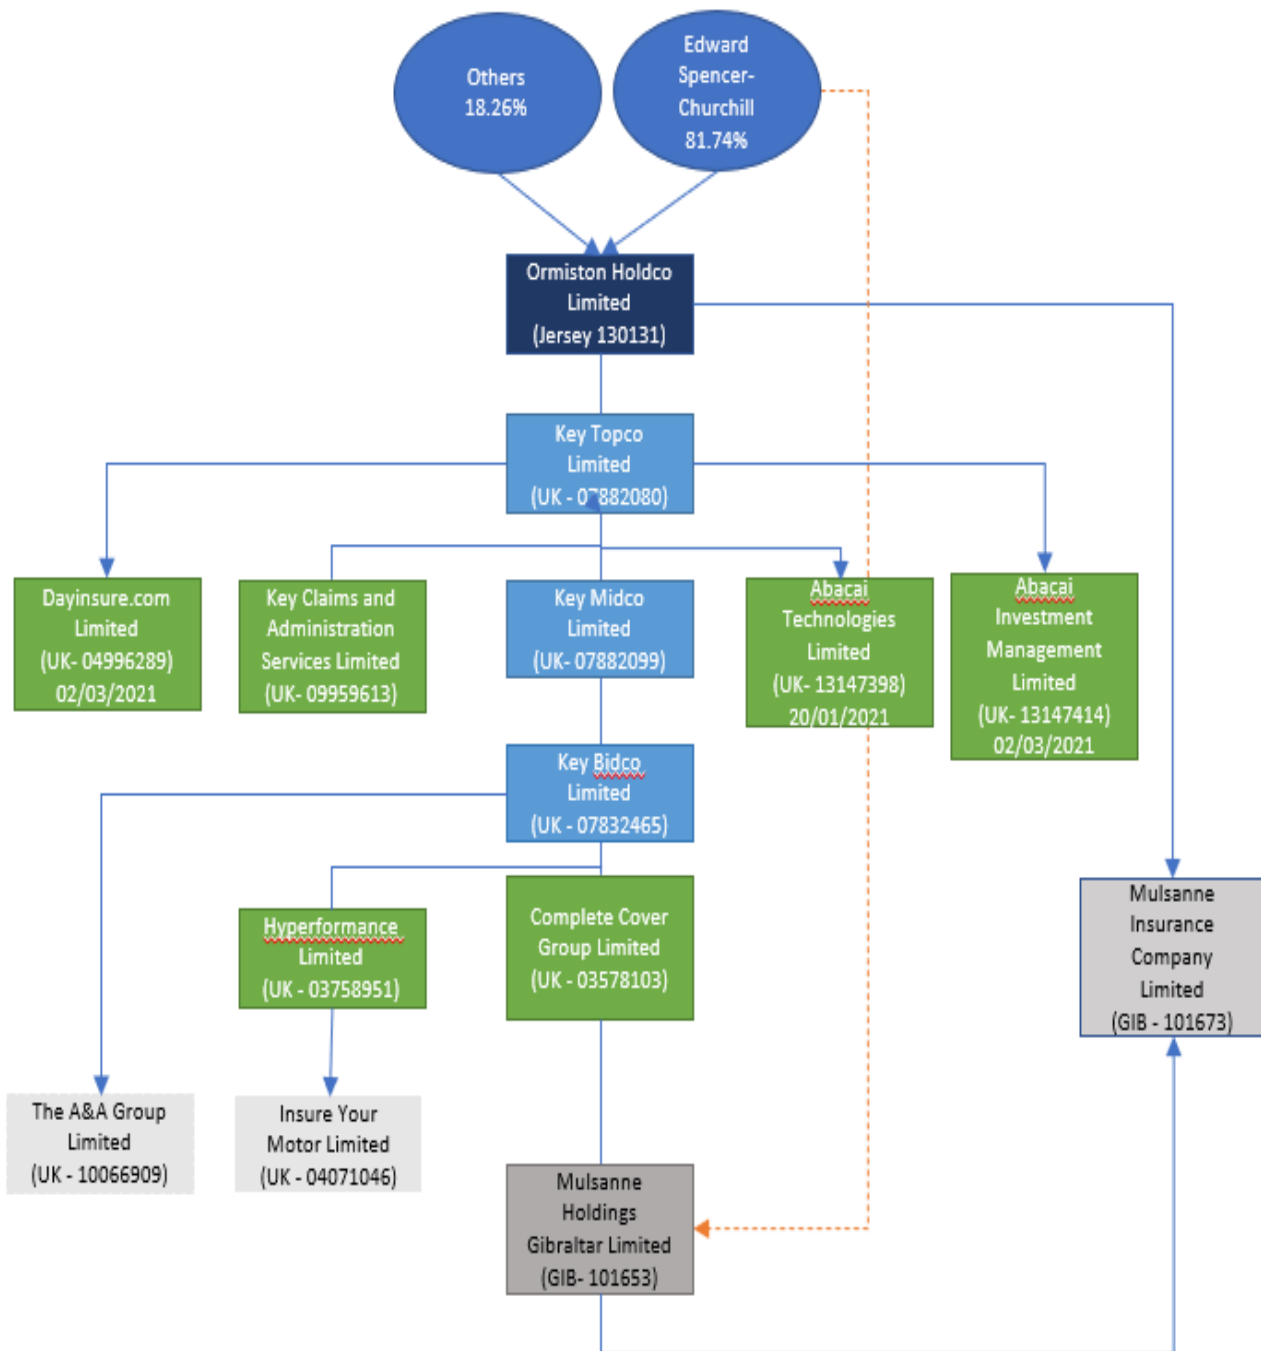 Others
18.26%
Edward
Spencer-
Churchill
81.74%
Ormiston Holdco
Limited
(Jersey 130131)
Key Topco
Limited
(UK - 07882080)
Dayinsure.com
Limited
(UK- 04996289)
02/03/2021
Key Claims and
Administration
Services Limited
(UK- 09959613)
Key Midco
Limited
(UK- 07882099)
Abacai
Technologies
Limited
(UK- 13147398)
20/01/2021
Abacai
Investment
Management
Limited
(UK- 13147414)
02/03/2021
Key Bidco
Limited
(UK - 07832465)
Hyperformance
Limited
(UK - 03758951)
Complete Cover
Group Limited
(UK - 03578103)
Mulsanne
Insurance
Company
Limited
(GIB - 101673)
The A&A Group
Limited
(UK - 10066909)
Insure Your
Motor Limited
(UK - 04071046)
Mulsanne
Holdings
Gibraltar Limited
(GIB- 101653)